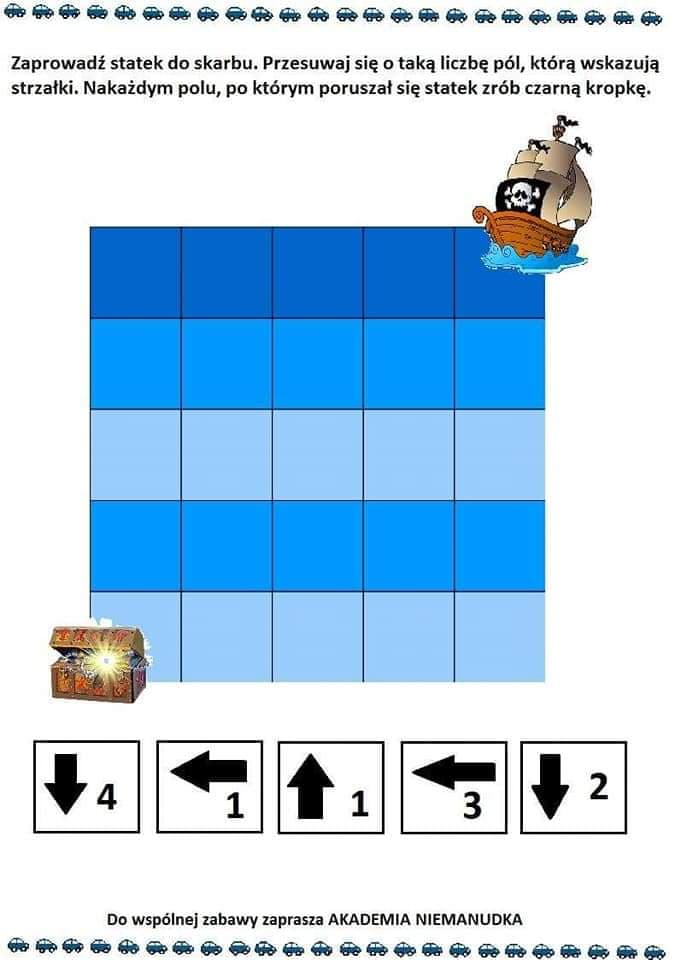 Zaprowadź statek do skarbu. Przesuwaj się o taką liczbę pól, którą wskazują
strzałki. Nakażdym polu, po którym poruszał się statek zrób czarną kropkę.
4 1 1 3 2
Do wspólnej zabawy zaprasza AKADEMIA NIEMANUDKA